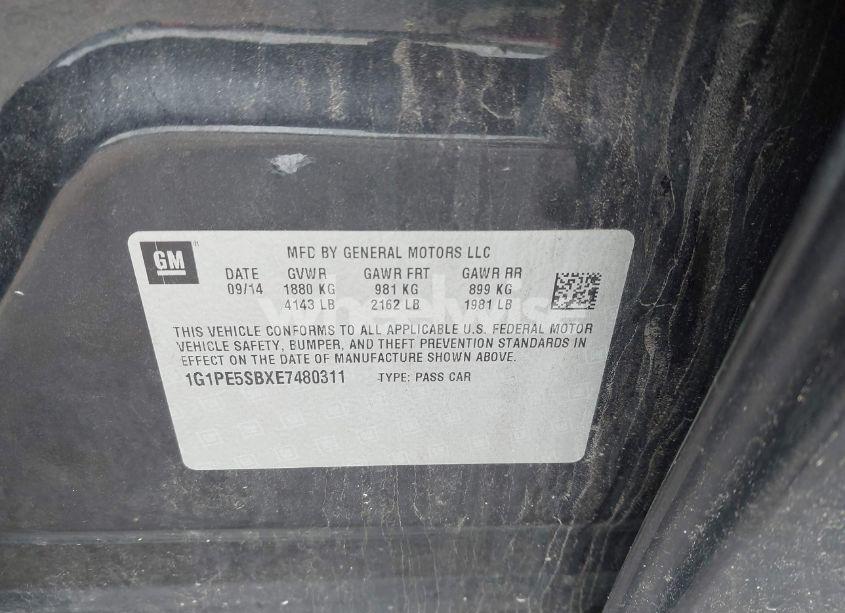 GM
MFD BY GENERAL MOTORS LLC
DATE GVWR GAWR FRT GAWR RR
09/14 1880 KG 981 KG 899 KG
4143 LB 2162 LB 1981 LB
wheelwise
THIS VEHICLE CONFORMS TO ALL APPLICABLE U.S. FEDERAL MOTOR
VEHICLE SAFETY, BUMPER, AND THEFT PREVENTION STANDARDS IN
EFFECT ON THE DATE OF MANUFACTURE SHOWN ABOVE.
1G1PE5SBXE7480311 TYPE: PASS CAR